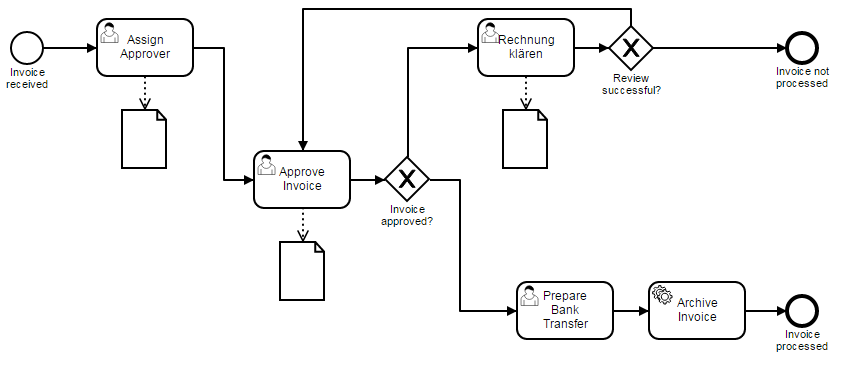 Assign
Approver
Rechnung
klären
Invoice
received
Review
successful?
Invoice not
processed
Approve
Invoice
Invoice
approved?
Prepare
Bank
Transfer
Archive
Invoice
Invoice
processed